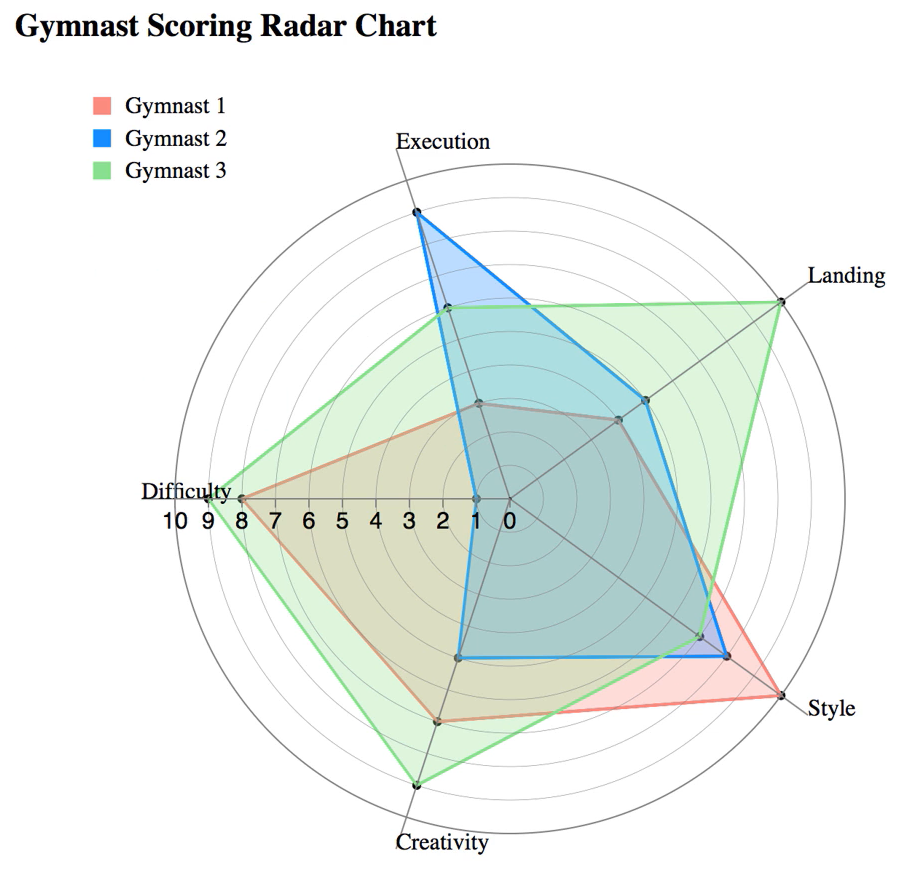 Gymnast Scoring Radar Chart
Gymnast 1
Gymnast 2
Gymnast 3
Execution
Landing
Difficulty
10 9 8 7 6 5 4 3 2 1 0
Style
Creativity